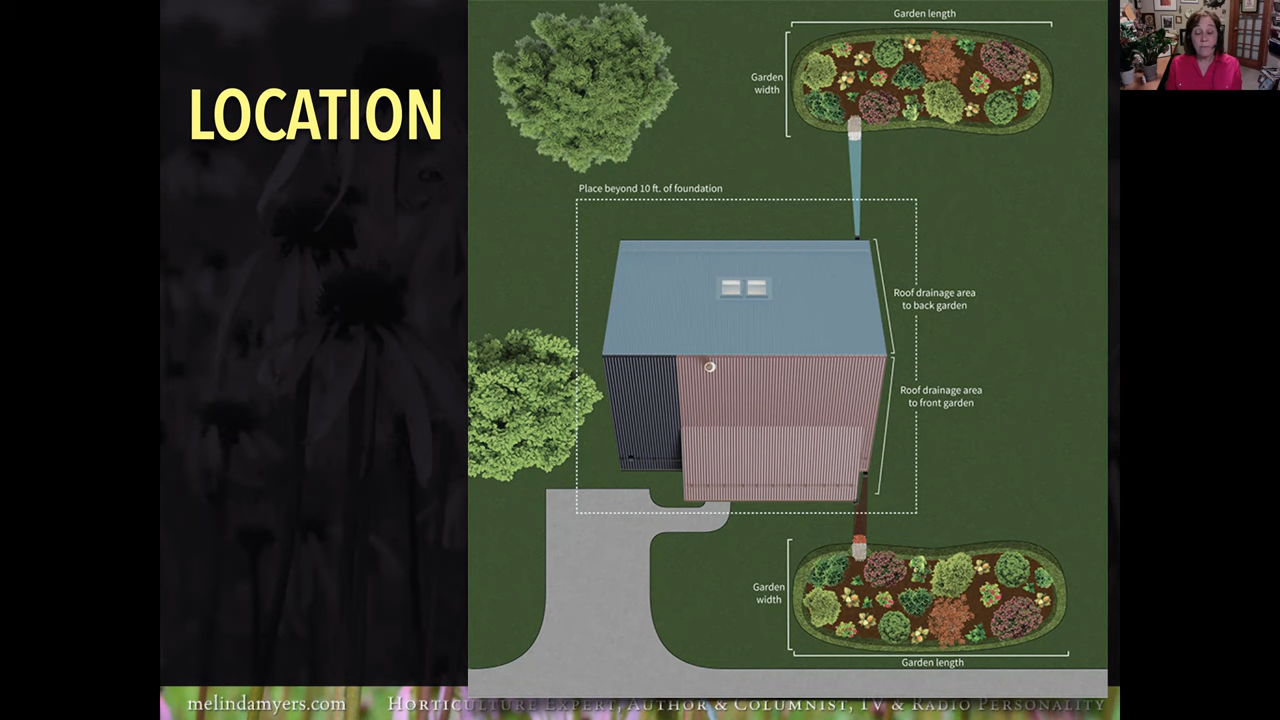 LOCATION
Garden length
Garden
width
Place beyond 10 ft. of foundation
Roof drainage area
to back garden
Roof drainage area
to front garden
Garden
width
Garden length
melindamyers.com
Horticulture Expert, Author & Columnist, TV & Radio Personality